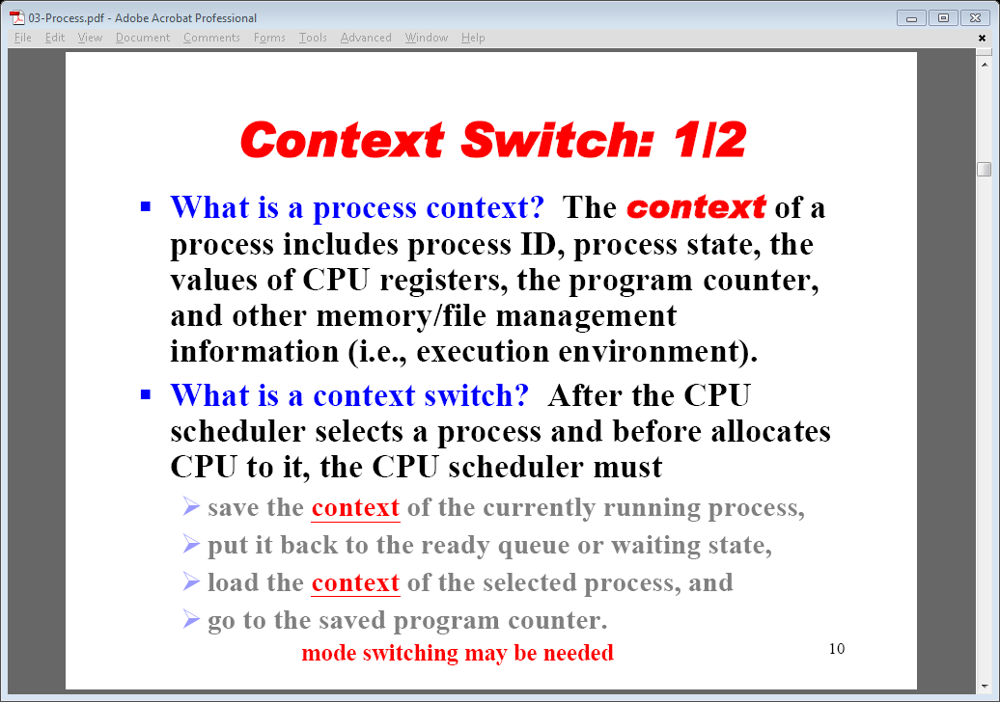 03-Process.pdf - Adobe Acrobat Professional
File Edit View Document Comments Forms Tools Advanced Window Help
Context Switch: 1/2
What is a process context? The context of a
process includes process ID, process state, the
values of CPU registers, the program counter,
and other memory/file management
information (i.e., execution environment).
What is a context switch? After the CPU
scheduler selects a process and before allocates
CPU to it, the CPU scheduler must
save the context of the currently running process,
put it back to the ready queue or waiting state,
load the context of the selected process, and
go to the saved program counter.
mode switching may be needed
10